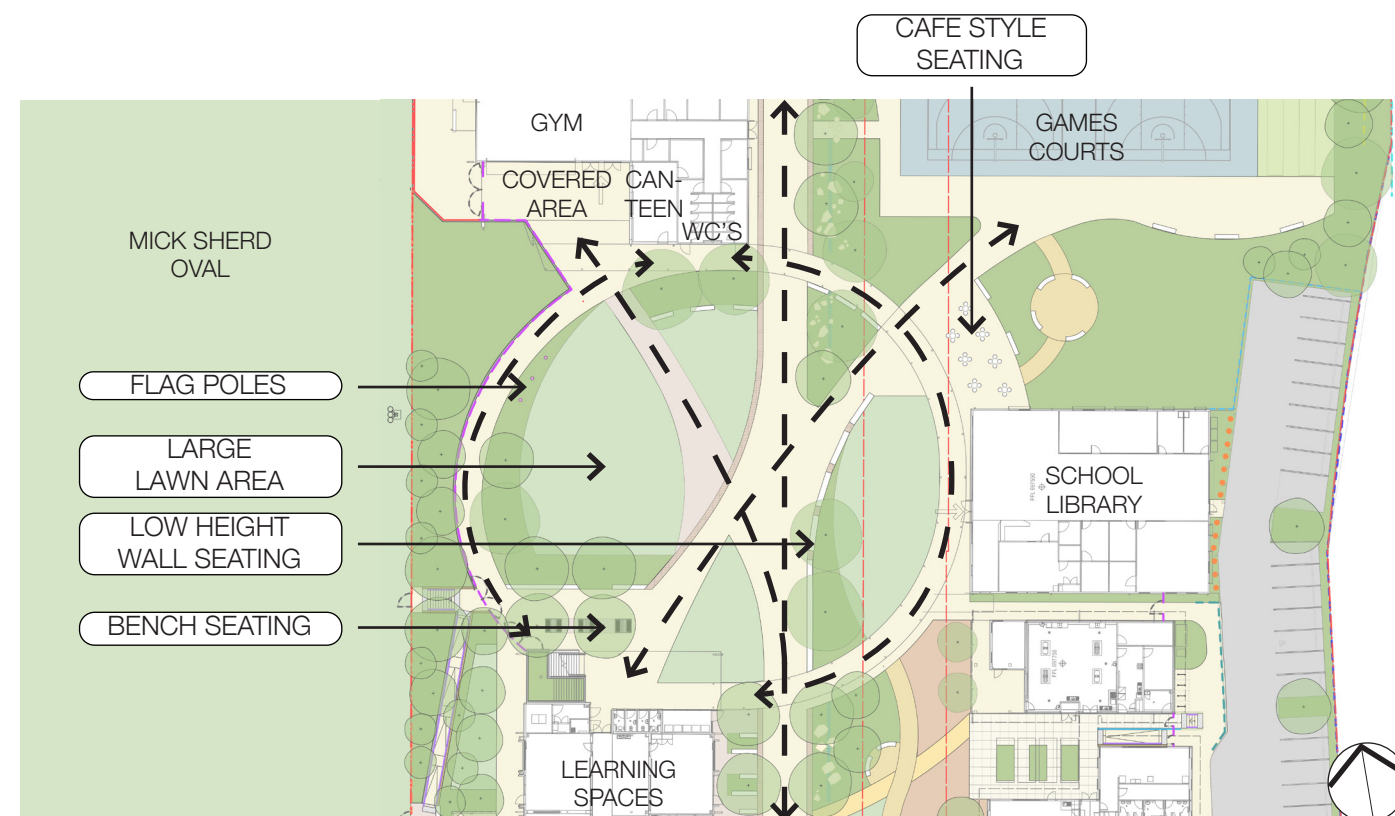 CAFE STYLE
SEATING
GYM
GAMES
COURTS
COVERED
AREA
CAN-
TEEN
WC'S
MICK SHERD
OVAL
FLAG POLES
LARGE
LAWN AREA
SCHOOL
LIBRARY
LOW HEIGHT
WALL SEATING
BENCH SEATING
LEARNING
SPACES